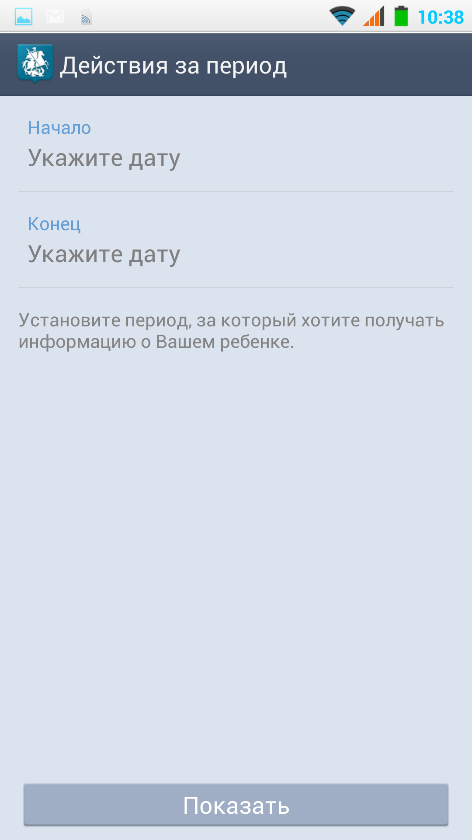 10:38
Действия за период
Начало
Укажите дату
Конец
Укажите дату
Установите период, за который хотите получать
информацию о Вашем ребенке.
Показать